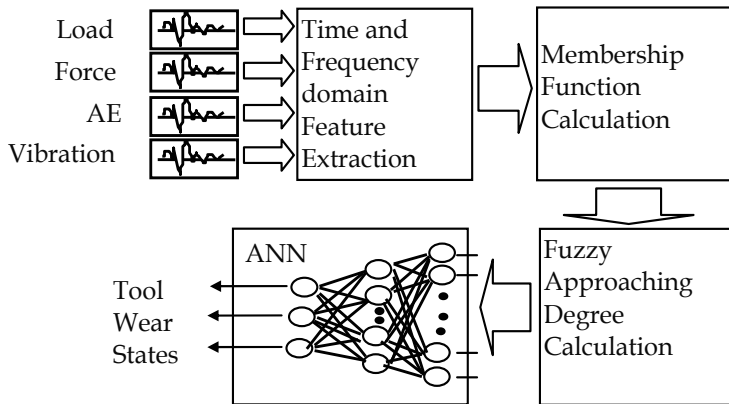 Load
Force
AE
Vibration
Time and
Frequency
domain
Feature
Extraction
Membership
Function
Calculation
Fuzzy
Approaching
Degree
Calculation
ANN
Tool
Wear
States